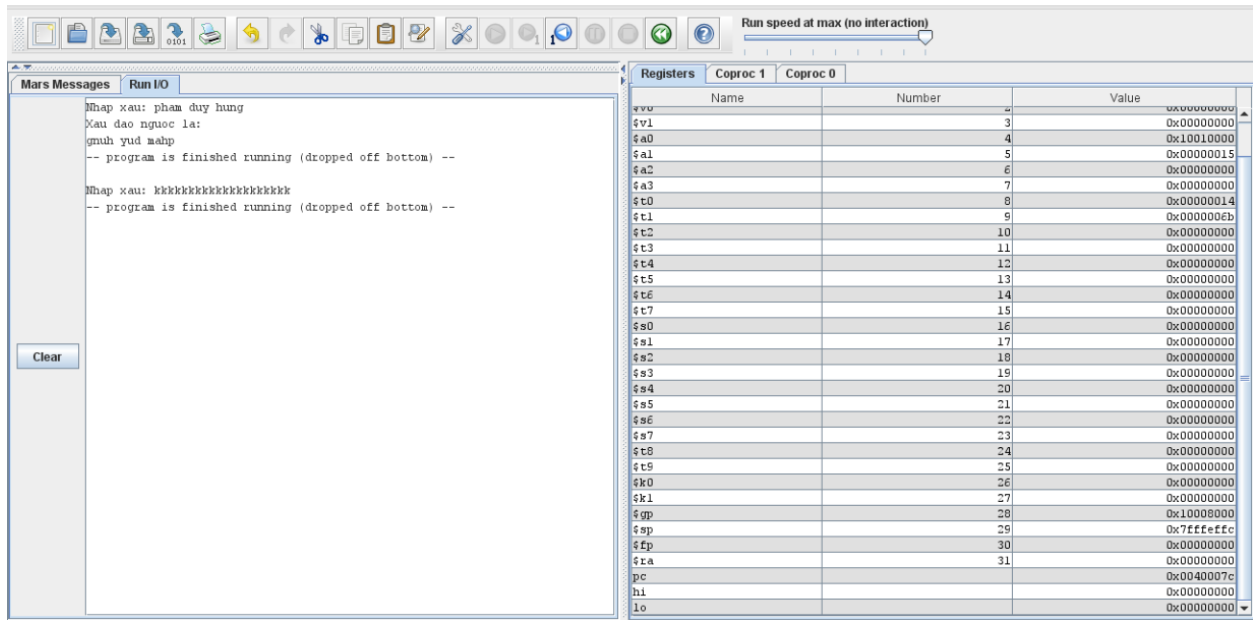 0101
1
1
Run speed at max (no interaction)
Mars Messages Run I/O
Nhap xau: pham duy hung
Xau dao nguoc la:
gnuh yud mahp
-- program is finished running (dropped off bottom) --
Nhap xau: kkkkkkkkkkkkkkkkkkkk
-- program is finished running (dropped off bottom) --
Clear
Registers Coproc 1 Coproc 0
Name Number Value
$v0 2 0x00000000
$v1 3 0x00000000
$a0 4 0x10010000
$a1 5 0x00000015
$a2 6 0x00000000
$a3 7 0x00000000
$t0 8 0x00000014
$t1 9 0x0000006b
$t2 10 0x00000000
$t3 11 0x00000000
$t4 12 0x00000000
$t5 13 0x00000000
$t6 14 0x00000000
$t7 15 0x00000000
$s0 16 0x00000000
$s1 17 0x00000000
$s2 18 0x00000000
$s3 19 0x00000000
$s4 20 0x00000000
$s5 21 0x00000000
$s6 22 0x00000000
$s7 23 0x00000000
$t8 24 0x00000000
$t9 25 0x00000000
$k0 26 0x00000000
$k1 27 0x00000000
$gp 28 0x10008000
$sp 29 0x7fffeffc
$fp 30 0x00000000
$ra 31 0x00000000
pc 0x0040007c
hi 0x00000000
lo 0x00000000